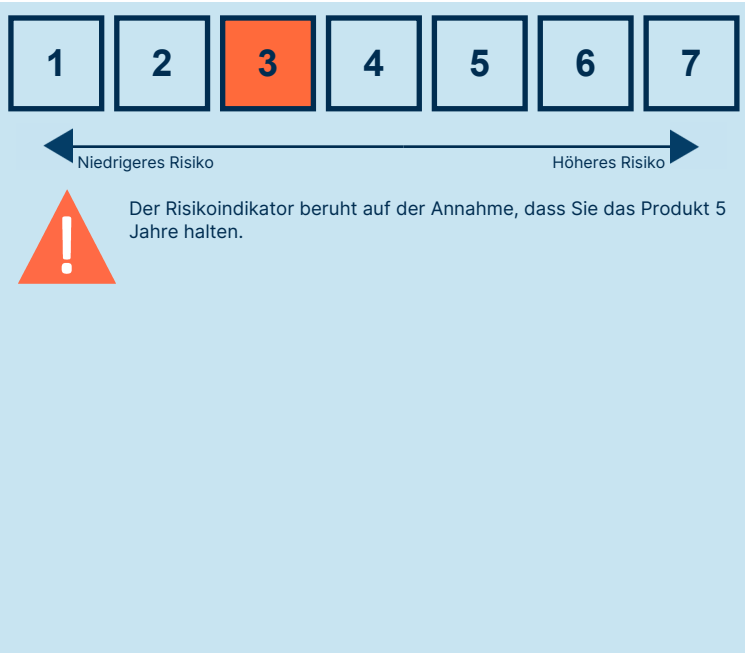 1 2 3 4 5 6 7
Niedrigeres Risiko Höheres Risiko
Der Risikoindikator beruht auf der Annahme, dass Sie das Produkt 5
Jahre halten.
!